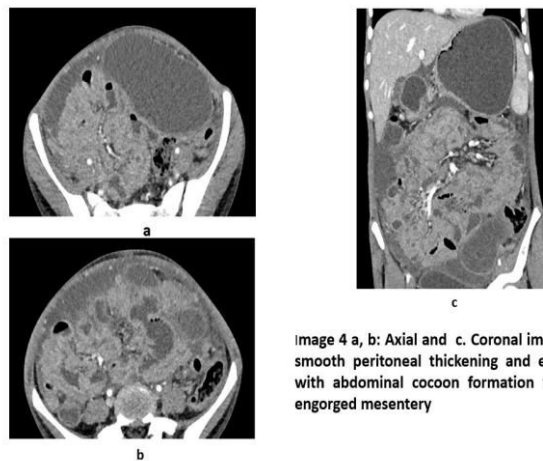 a
b
c
Image 4 a, b: Axial and c. Coronal im
smooth peritoneal thickening and e
with abdominal cocoon formation
engorged mesentery